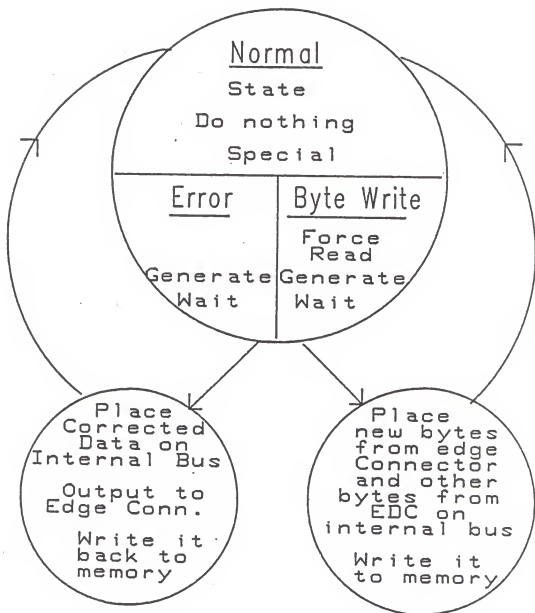 Normal
State
Do nothing
Special
Error
Generate
Wait
Byte Write
Force
Read
Generate
Wait
Place
Corrected
Data on
Internal Bus
Output to
Edge Conn.
Write it
back to
memory
Place
new bytes
from edge
Connector
and other
bytes from
EDC on
internal bus
Write it
to memory